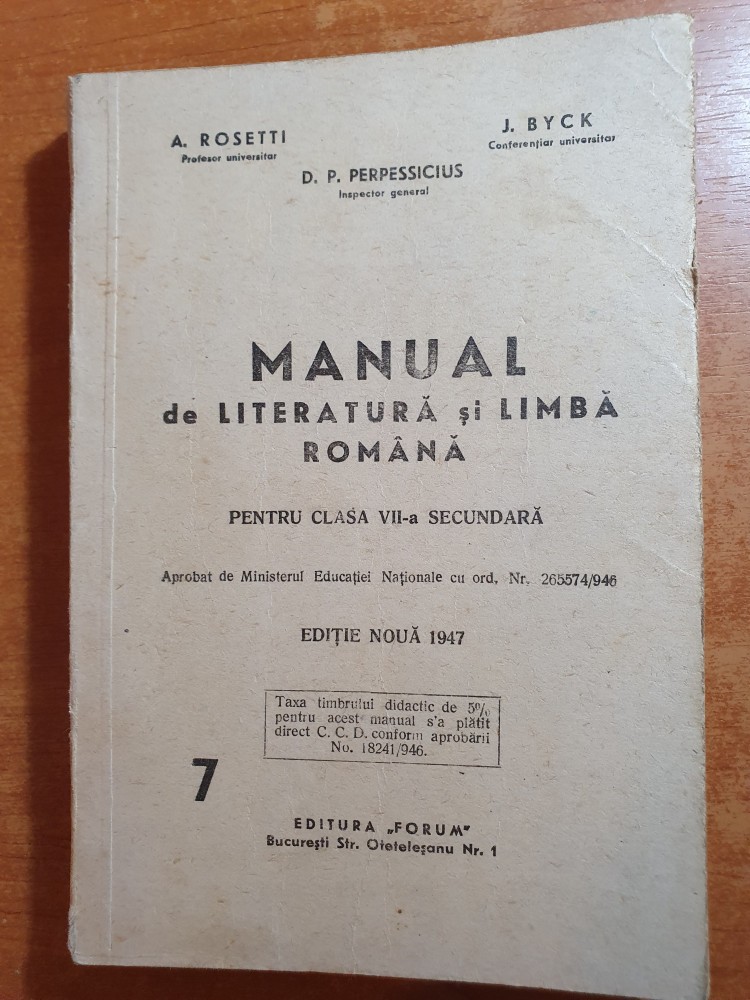 A. ROSETTI
Profesor universitar
J. BYCK
Conferențiar universitar
D. P. PERPESSICIUS
Inspector general
MANUAL
de LITERATURĂ și LIMBĂ
ROMÂNĂ
PENTRU CLASA VII-a SECUNDARĂ
Aprobat de Ministerul Educației Naționale cu ord. Nr. 265574/946
EDIȚIE NOUĂ 1947
Taxa timbrului didactic de 5%
pentru acest manual s'a plătit
direct C. C. D. conform aprobării
No. 18241/946.
7
EDITURA „FORUM"
București Str. Oteteleșanu Nr. 1